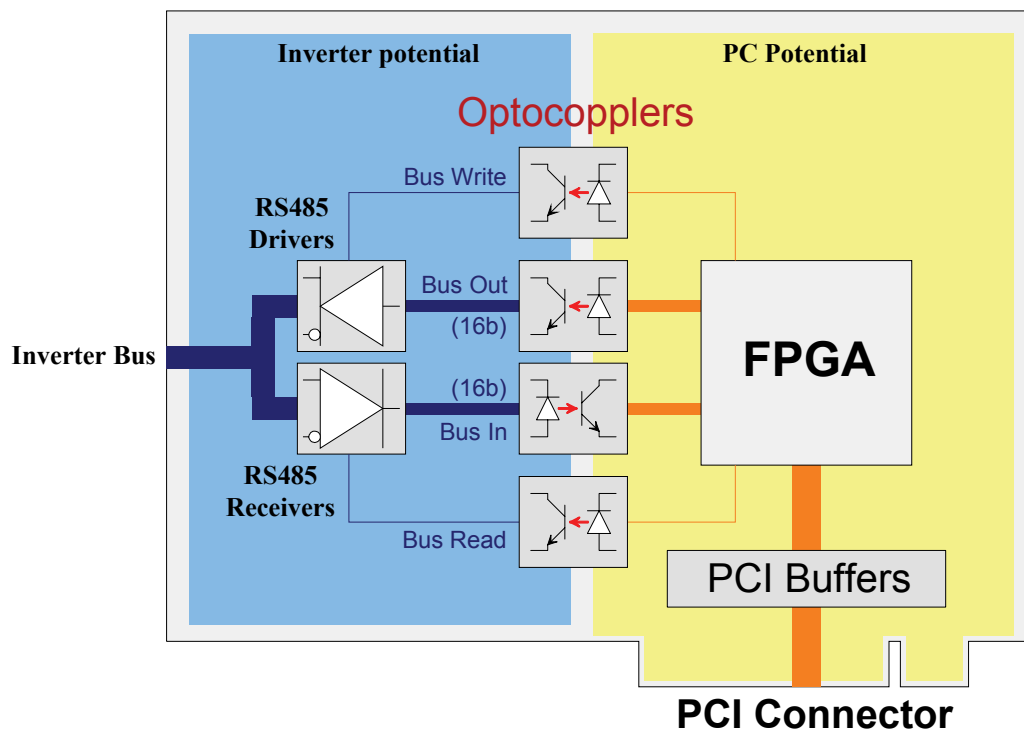 Inverter potential
PC Potential
Optocopplers
Bus Write
RS485
Drivers
Bus Out
(16b)
Inverter Bus
FPGA
(16b)
Bus In
RS485
Receivers
Bus Read
PCI Buffers
PCI Connector